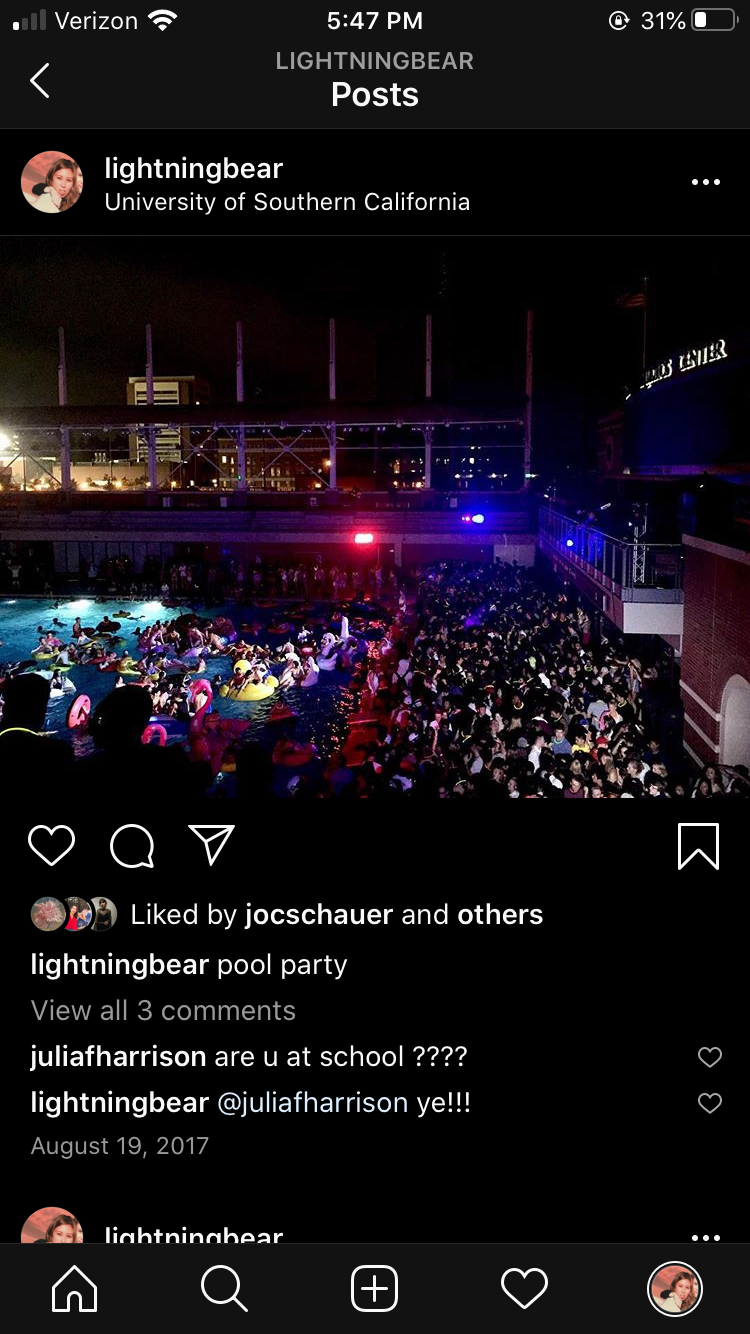 Verizon 5:47 PM 31%
LIGHTNINGBEAR
Posts
lightningbear
University of Southern California
CENTER
Liked by jocschauer and others
lightningbear pool party
View all 3 comments
juliafharrison are u at school ????
lightningbear @juliafharrison ye!!!
August 19, 2017
lightningbear